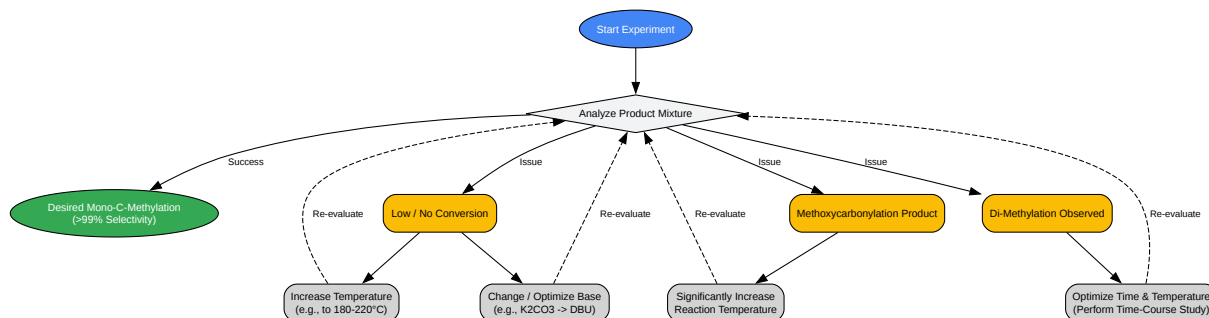 Start Experiment
Analyze Product Mixture
Success
Issue
Issue
Issue
Desired Mono-C-Methylation
(>99% Selectivity)
Re-evaluate
Low / No Conversion
Re-evaluate
Re-evaluate
Methoxycarbonylation Product
Di-Methylation Observed
Re-evaluate
Increase Temperature
(e.g., to 180-220°C)
Change / Optimize Base
(e.g., K2CO3 -> DBU)
Significantly Increase
Reaction Temperature
Optimize Time & Temperature
(Perform Time-Course Study)